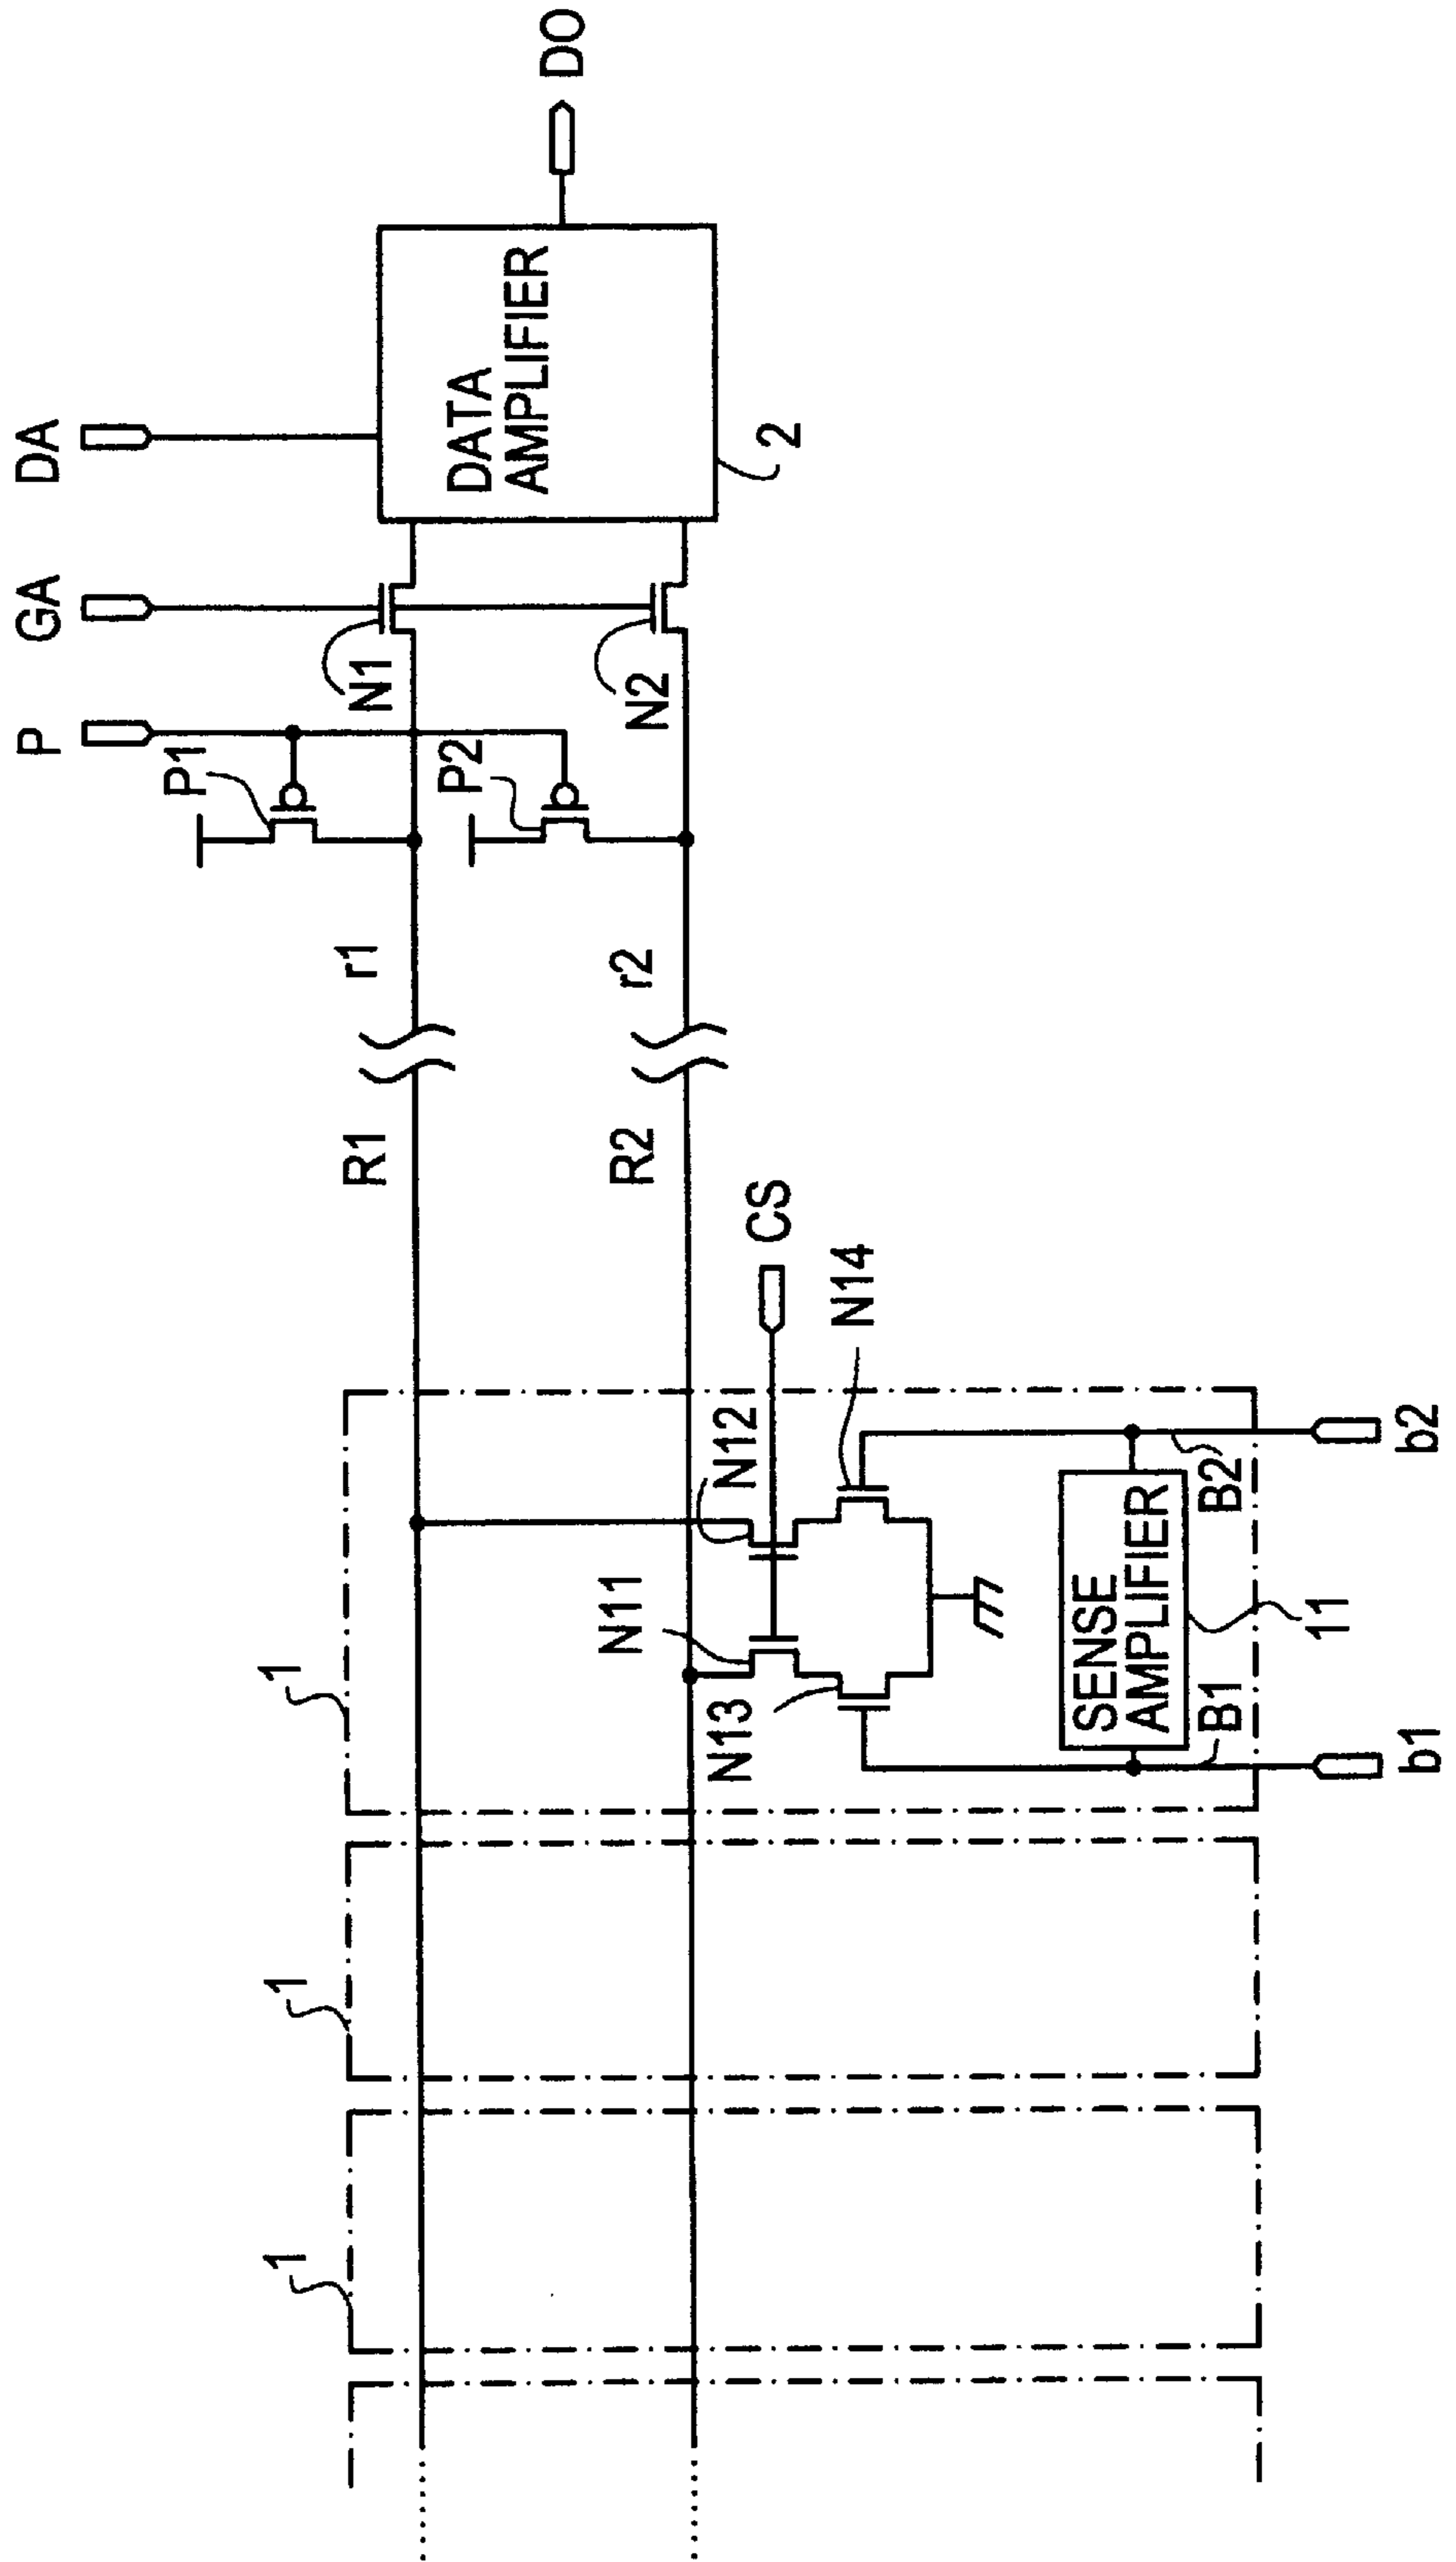 P
GA
DA
P1
P2
N1
N2
DATA
AMPLIFIER
2
DO
R1
r1
R2
r2
1
1
1
CS
N11
N12
N13
N14
SENSE
AMPLIFIER
11
B1
B2
b1
b2